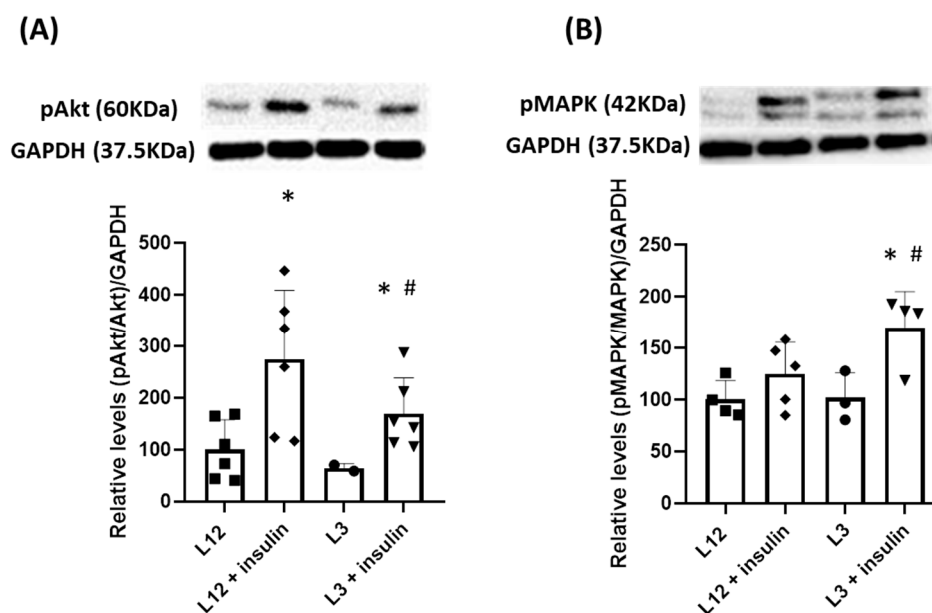 (A)
pAkt (60KDa)
GAPDH (37.5KDa)
*
* #
Relative levels (pAkt/Akt)/GAPDH
500
400
300
200
100
0
L12
L12 + insulin
L3
L3 + insulin
(B)
pMAPK (42KDa)
GAPDH (37.5KDa)
* #
Relative levels (pMAPK/MAPK)/GAPDH
250
200
150
100
50
0
L12
L12 + insulin
L3
L3 + insulin